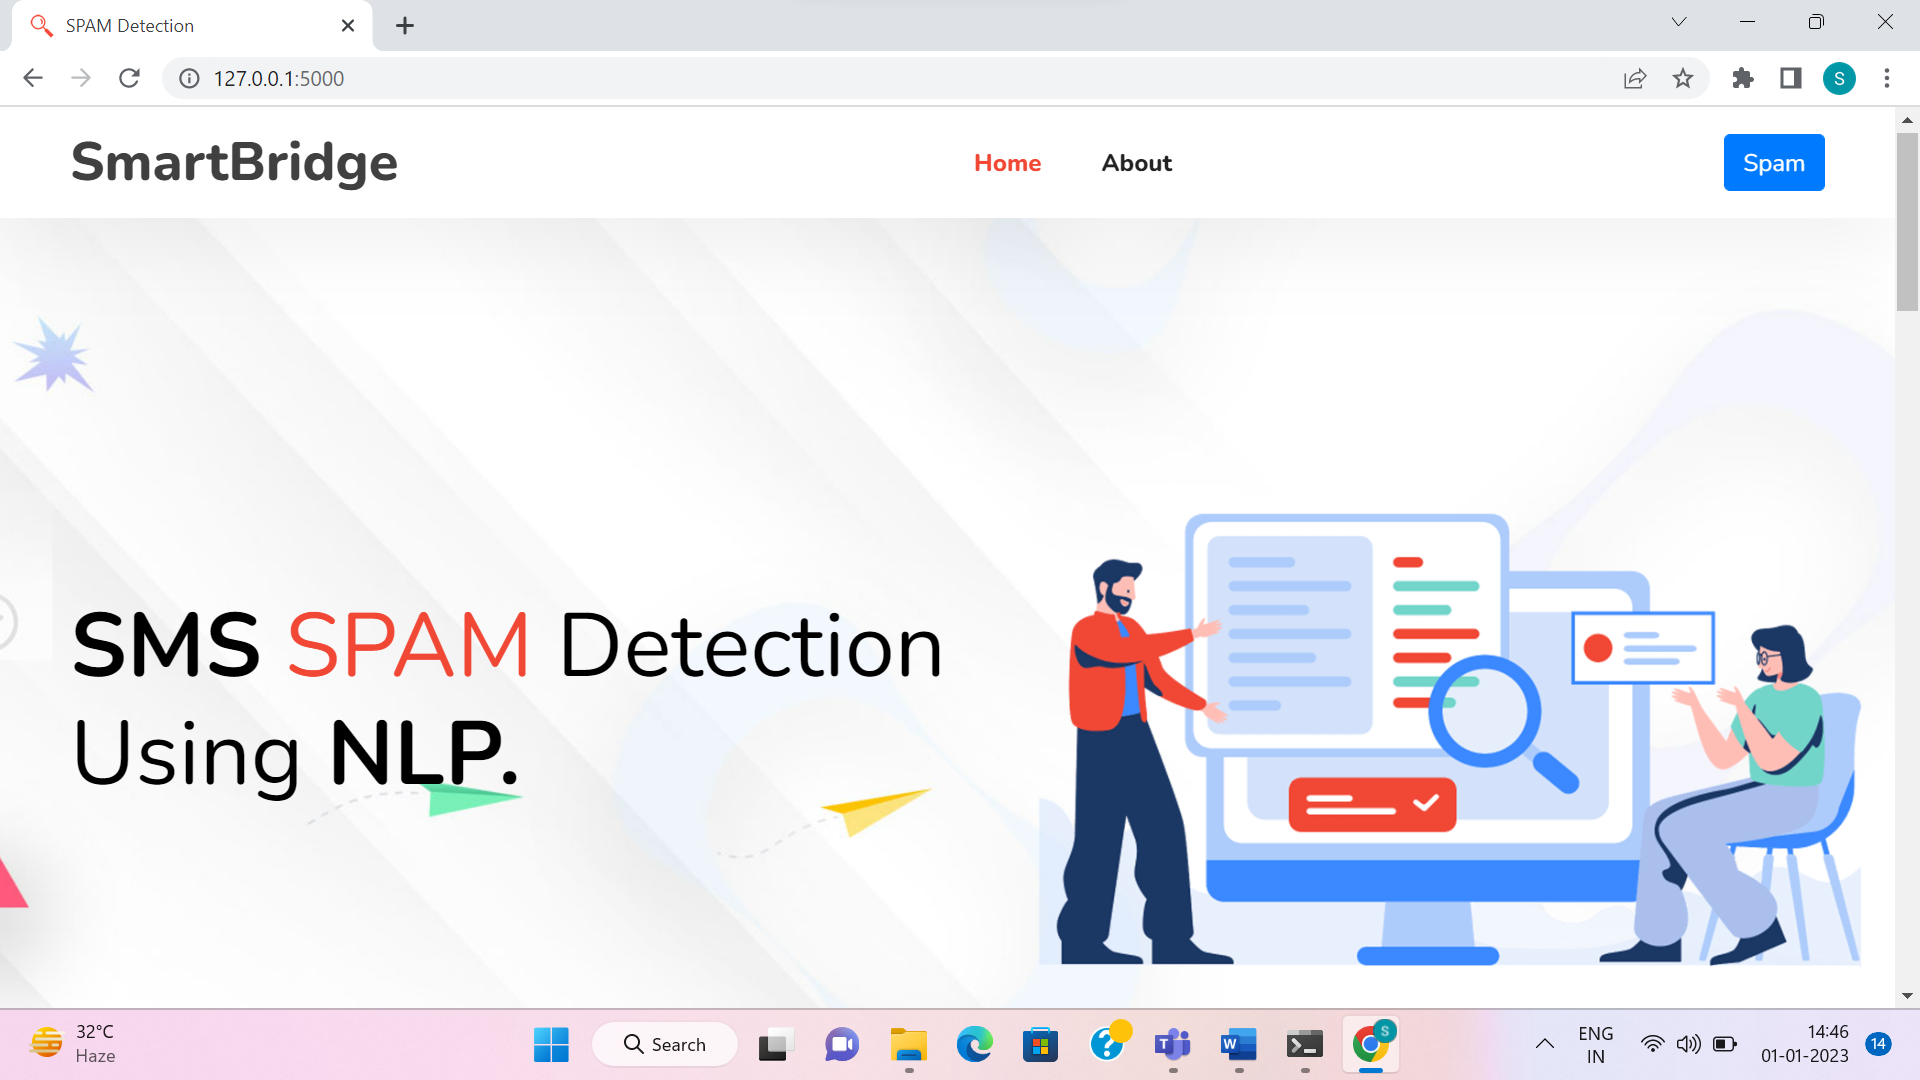 SPAM Detection
127.0.0.1:5000
S
SmartBridge
Home
About
Spam
SMS SPAM Detection
Using NLP.
32°C
Haze
Search
T
W
S
ENG
IN
14:46
01-01-2023
14